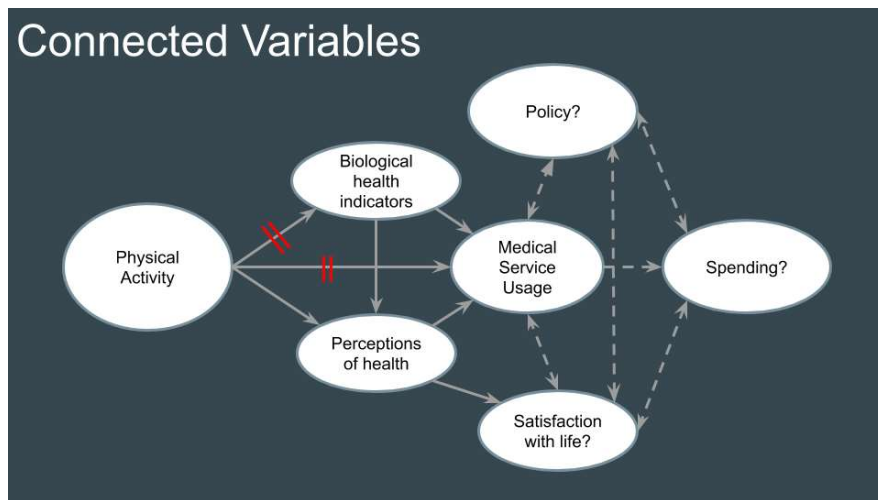 Connected Variables
Policy?
Biological
health
indicators
Physical
Activity
Medical
Service
Usage
Spending?
Perceptions
of health
Satisfaction
with life?